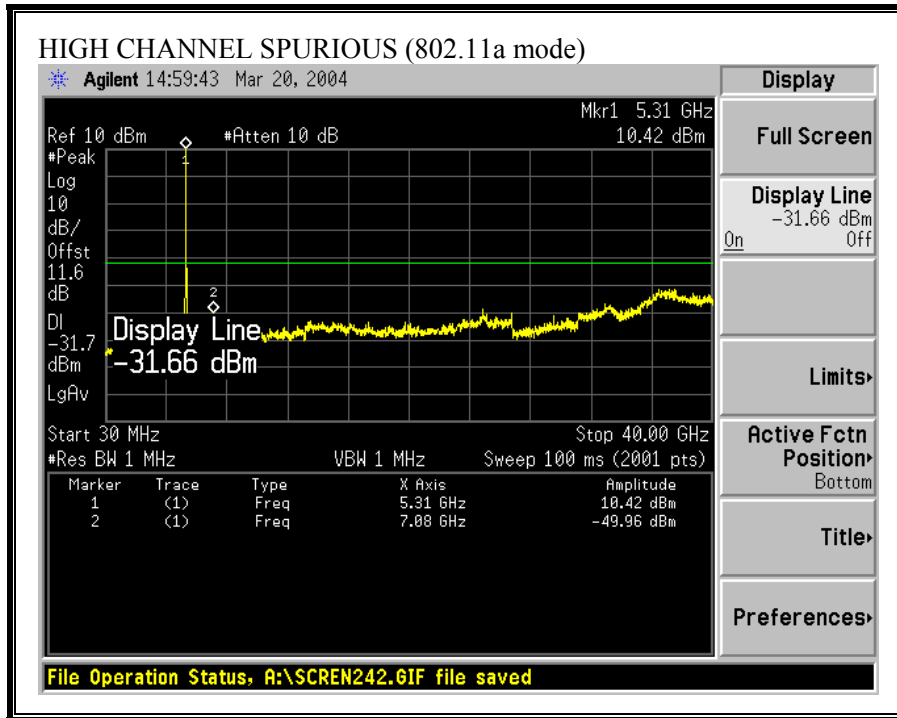 HIGH CHANNEL SPURIOUS (802.11a mode)
Agilent 14:59:43 Mar 20, 2004
Display
Mkr1 5.31 GHz
Ref 10 dBm #Atten 10 dB 10.42 dBm
Full Screen
#Peak
1
Log
10
dB/
Offst
11.6
dB
DI
-31.7
dBm
LgAv
Display Line
-31.66 dBm
On Off
2
Display Line
-31.66 dBm
Limits
Start 30 MHz Stop 40.00 GHz
#Res BW 1 MHz VBW 1 MHz Sweep 100 ms (2001 pts)
Active Fctn
Position
Bottom
Marker Trace Type X Axis Amplitude
1 (1) Freq 5.31 GHz 10.42 dBm
2 (1) Freq 7.08 GHz -49.96 dBm
Title
Preferences
File Operation Status, A:\SCREN242.GIF file saved